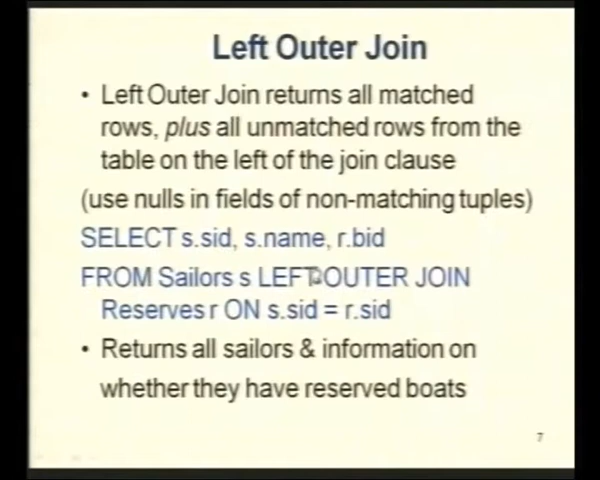 Left Outer Join
• Left Outer Join returns all matched
rows, plus all unmatched rows from the
table on the left of the join clause
(use nulls in fields of non-matching tuples)
SELECT s.sid, s.name, r.bid
FROM Sailors s LEFT OUTER JOIN
Reserves r ON s.sid = r.sid
• Returns all sailors & information on
whether they have reserved boats
7